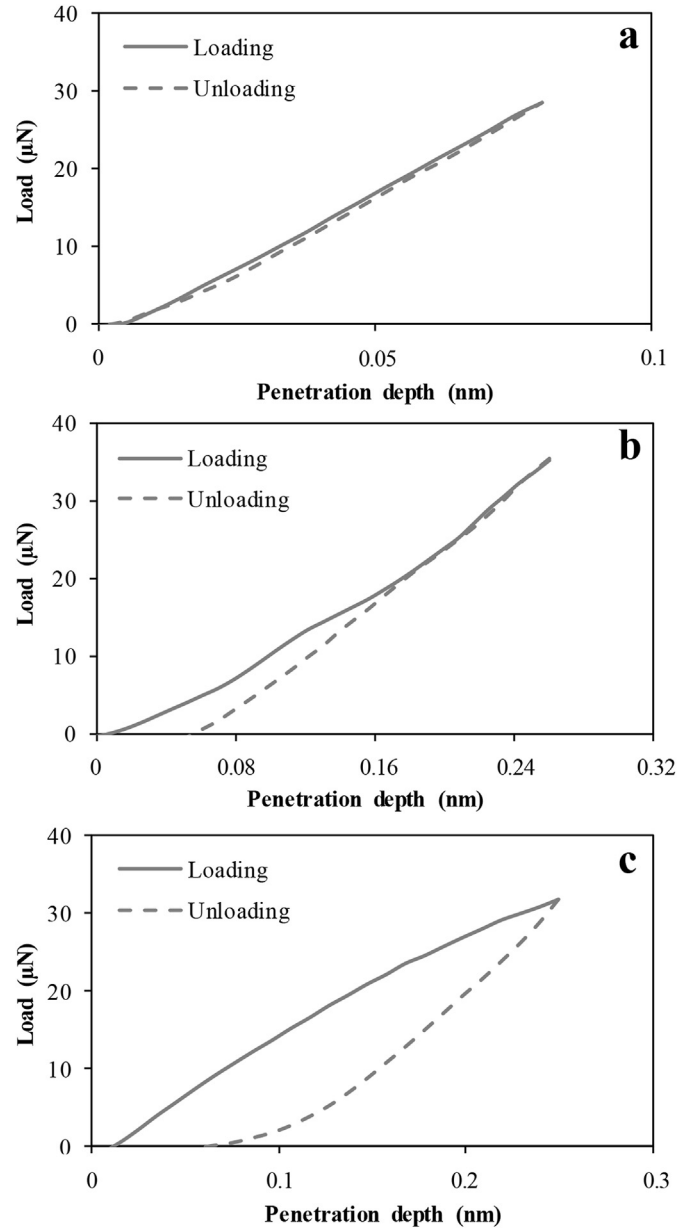 a
Loading
Unloading
Load (µN)
40
30
20
10
0
0 0.05 0.1
Penetration depth (nm)
b
Loading
Unloading
Load (µN)
40
30
20
10
0
0 0.08 0.16 0.24 0.32
Penetration depth (nm)
c
Loading
Unloading
Load (µN)
40
30
20
10
0
0 0.1 0.2 0.3
Penetration depth (nm)